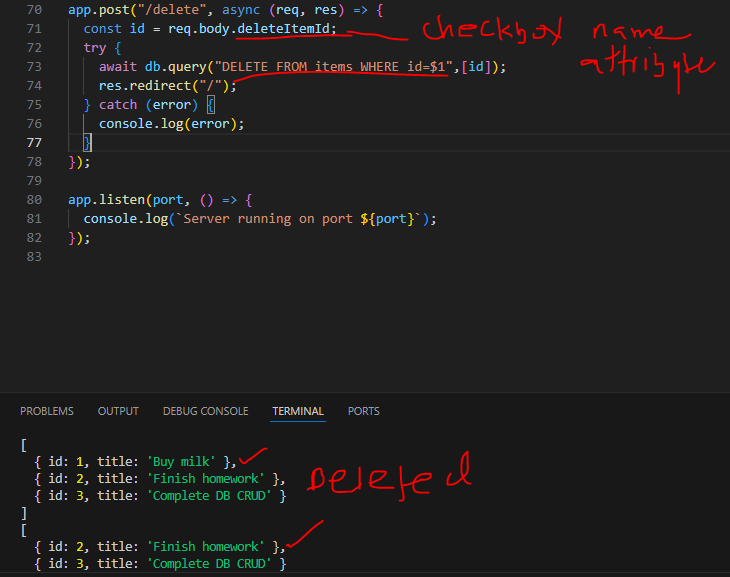 70 app.post("/delete", async (req, res) => {
71 const id = req.body.deleteItemId; checkbox name
72 try { attribyte
73 await db.query("DELETE FROM items WHERE id=$1",[id]);
74 res.redirect("/");
75 } catch (error) {
76 console.log(error);
77 }
78 });
79
80 app.listen(port, () => {
81 console.log(`Server running on port ${port}`);
82 });
83
PROBLEMS OUTPUT DEBUG CONSOLE TERMINAL PORTS
[
{ id: 1, title: 'Buy milk' },
{ id: 2, title: 'Finish homework' }, Deleted
{ id: 3, title: 'Complete DB CRUD' }
]
[
{ id: 2, title: 'Finish homework' },
{ id: 3, title: 'Complete DB CRUD' }